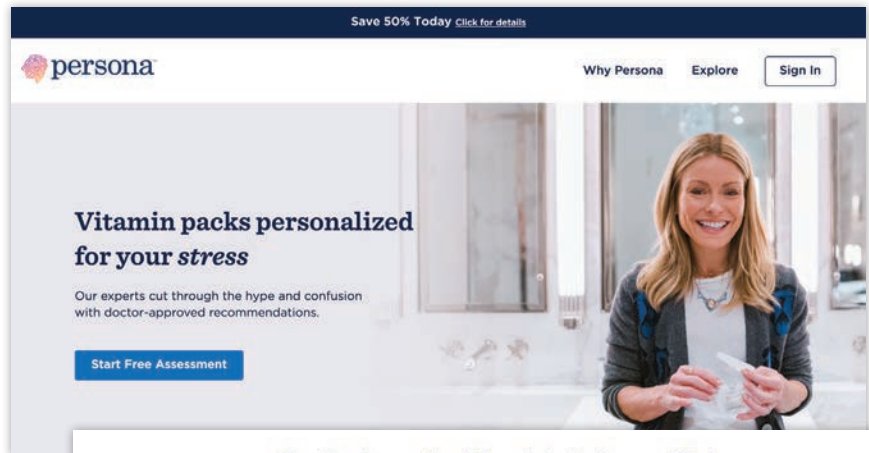 Save 50% Today Click for details
persona
Why Persona Explore Sign In
Vitamin packs personalized
for your stress
Our experts cut through the hype and confusion
with doctor-approved recommendations.
Start Free Assessment